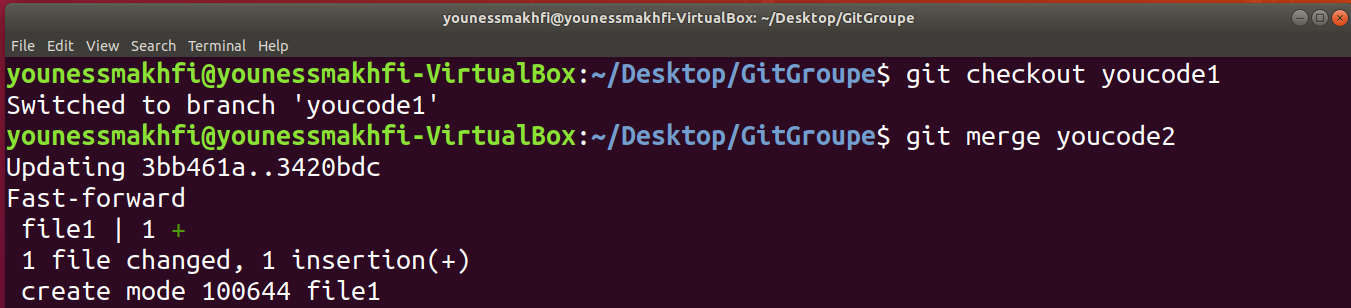 younessmakhfi@younessmakhfi-VirtualBox: ~/Desktop/GitGroupe
File Edit View Search Terminal Help
younessmakhfi@younessmakhfi-VirtualBox:~/Desktop/GitGroupe$ git checkout youcode1
Switched to branch 'youcode1'
younessmakhfi@younessmakhfi-VirtualBox:~/Desktop/GitGroupe$ git merge youcode2
Updating 3bb461a..3420bdc
Fast-forward
 file1 | 1 +
 1 file changed, 1 insertion(+)
 create mode 100644 file1